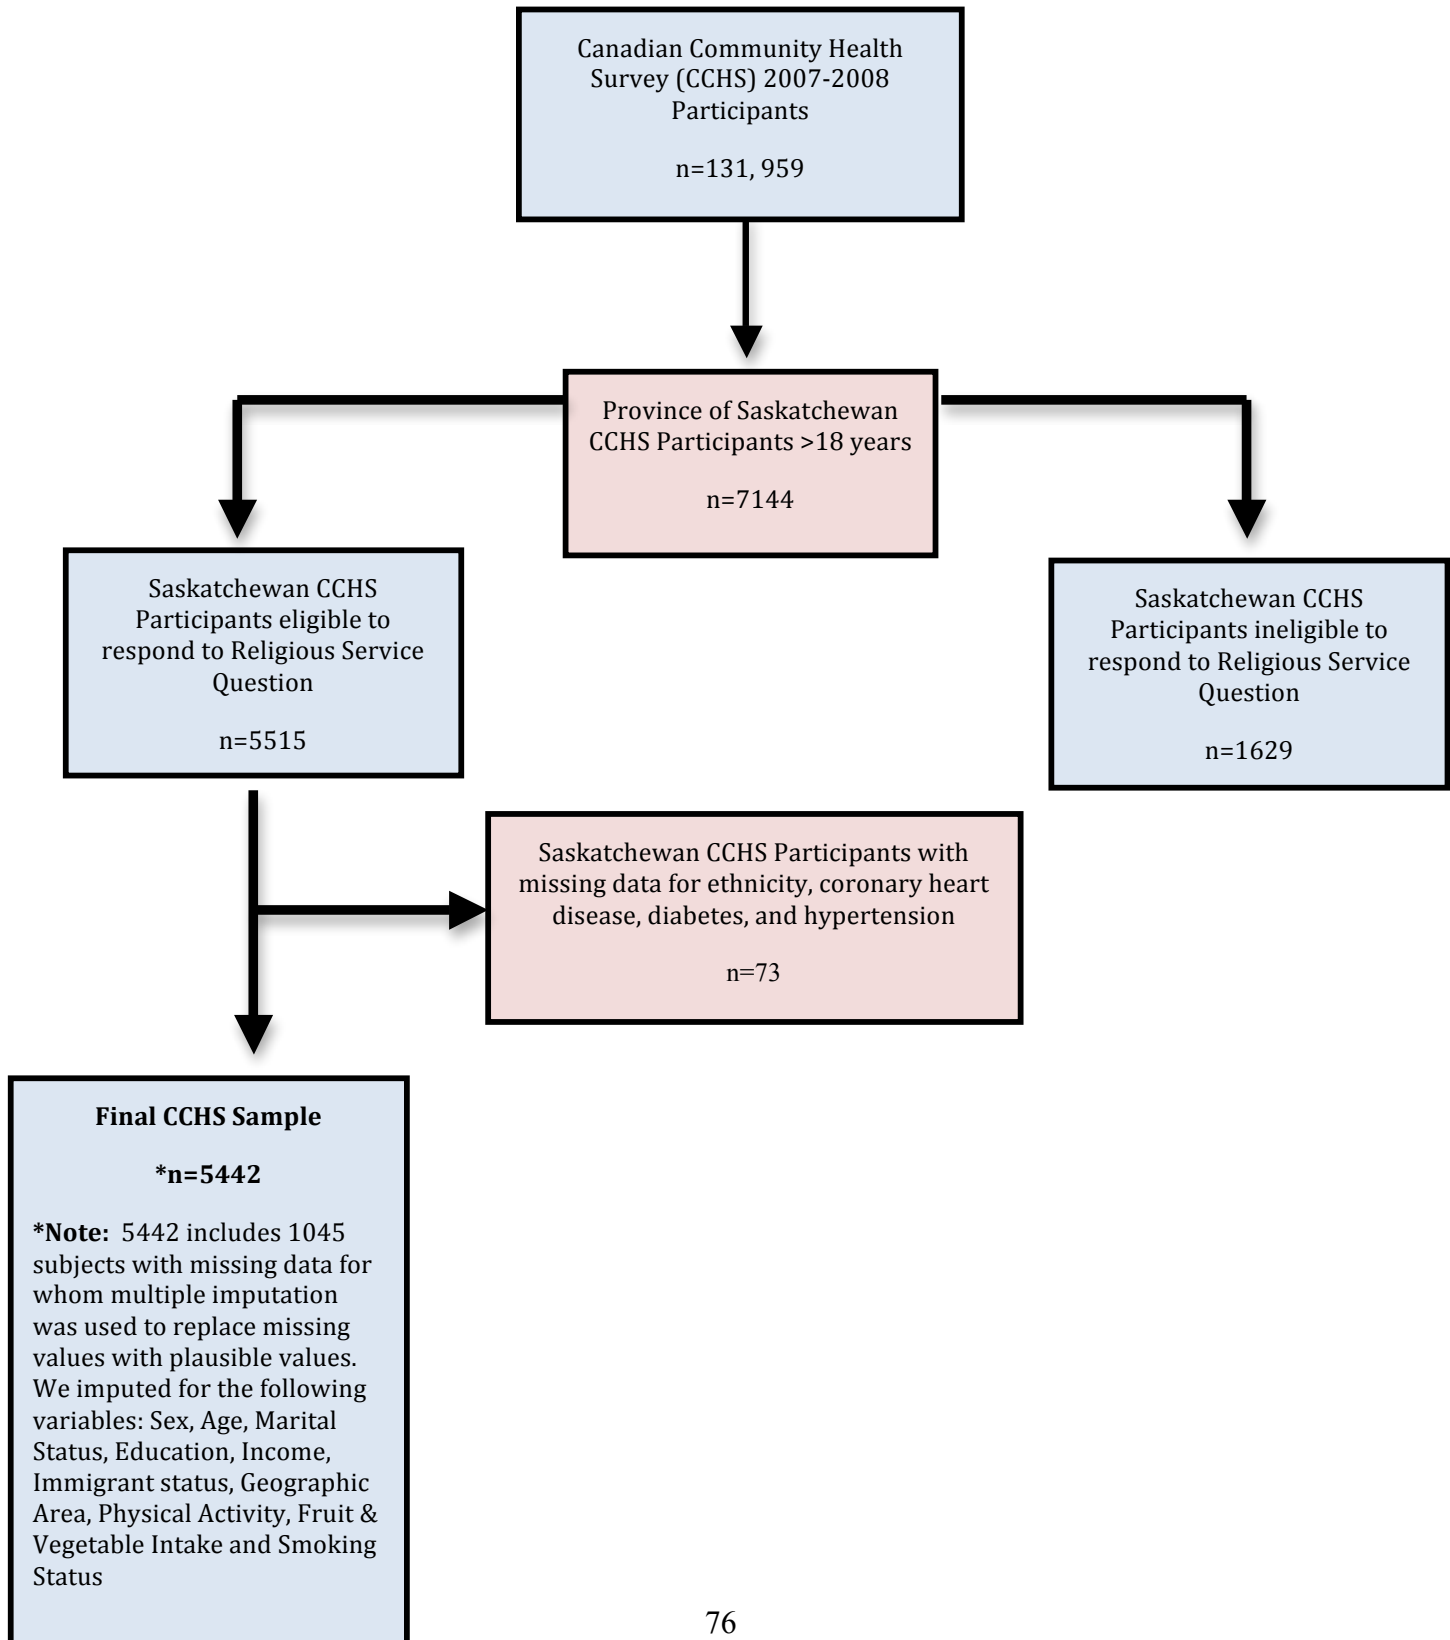 Canadian Community Health
Survey (CCHS) 2007-2008
Participants
n=131, 959
Province of Saskatchewan
CCHS Participants >18 years
n=7144
Saskatchewan CCHS
Participants eligible to
respond to Religious Service
Question
n=5515
Saskatchewan CCHS
Participants ineligible to
respond to Religious Service
Question
n=1629
Saskatchewan CCHS Participants with
missing data for ethnicity, coronary heart
disease, diabetes, and hypertension
n=73
Final CCHS Sample
*n=5442
*Note: 5442 includes 1045
subjects with missing data for
whom multiple imputation
was used to replace missing
values with plausible values.
We imputed for the following
variables: Sex, Age, Marital
Status, Education, Income,
Immigrant status, Geographic
Area, Physical Activity, Fruit &
Vegetable Intake and Smoking
Status
76